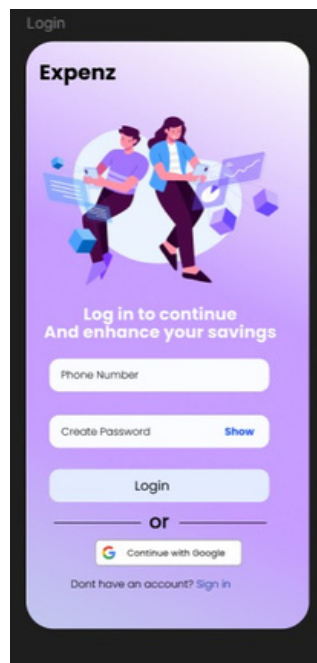 Login
Expenz
Log in to continue
And enhance your savings
Phone Number
Create Password Show
Login
or
Continue with Google
Dont have an account? Sign in